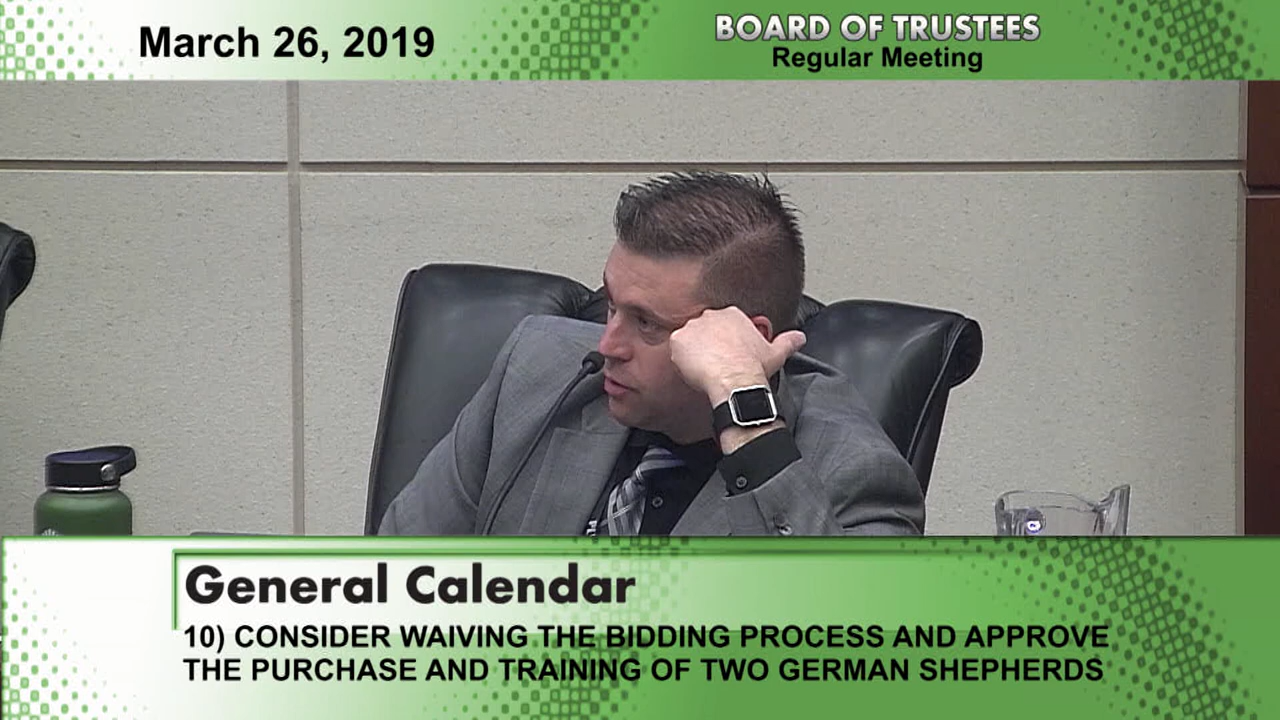 March 26, 2019
BOARD OF TRUSTEES
Regular Meeting
General Calendar
10) CONSIDER WAIVING THE BIDDING PROCESS AND APPROVE
THE PURCHASE AND TRAINING OF TWO GERMAN SHEPHERDS